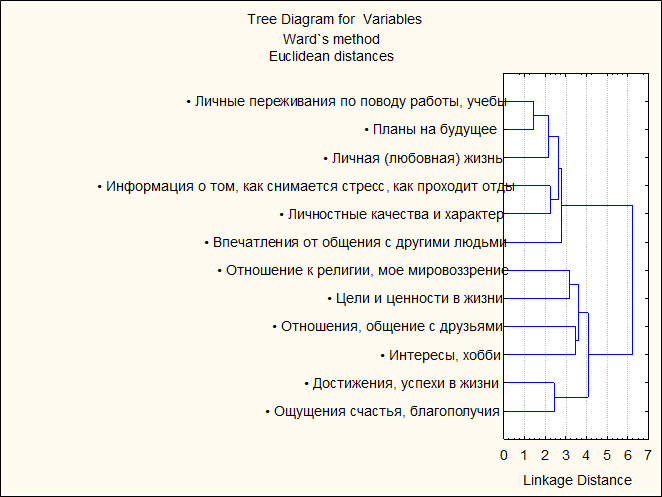 Tree Diagram for Variables
Ward`s method
Euclidean distances
• Личные переживания по поводу работы, учебы
• Планы на будущее
• Личная (любовная) жизнь
• Информация о том, как снимается стресс, как проходит отды
• Личностные качества и характер
• Впечатления от общения с другими людьми
• Отношение к религии, мое мировоззрение
• Цели и ценности в жизни
• Отношения, общение с друзьями
• Интересы, хобби
• Достижения, успехи в жизни
• Ощущения счастья, благополучия
0 1 2 3 4 5 6 7
Linkage Distance